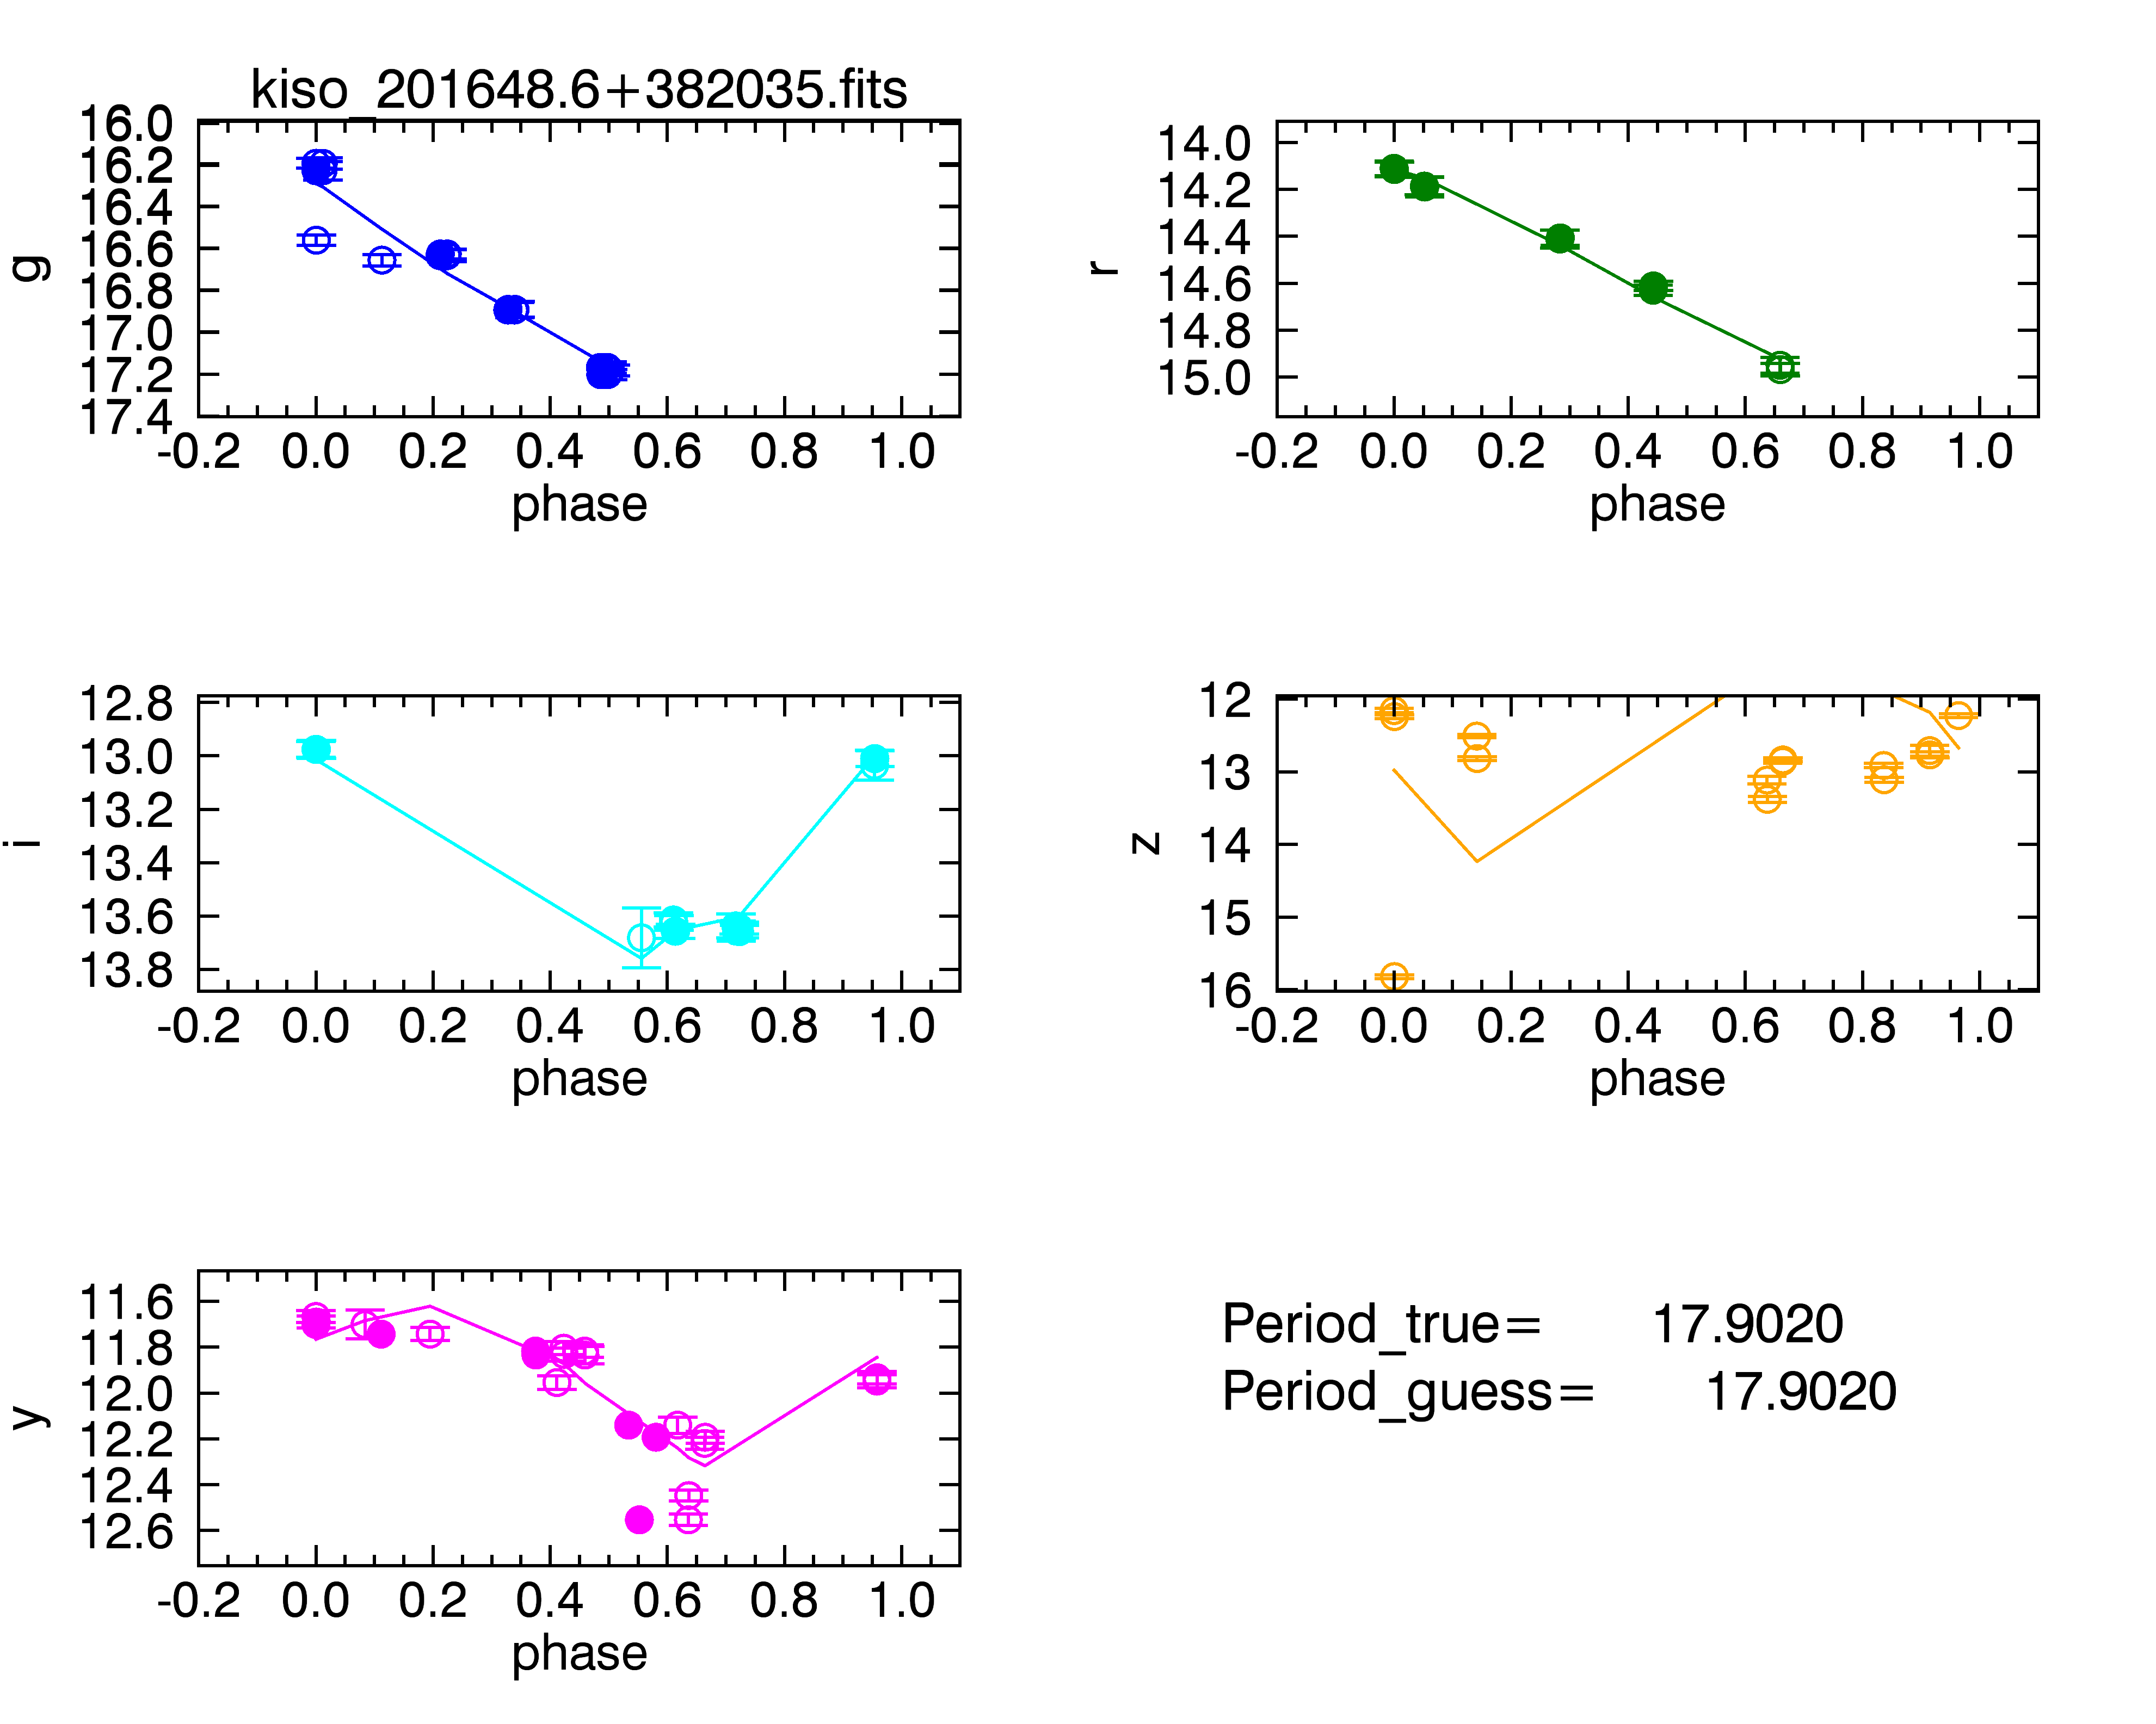 kiso_201648.6+382035.fits
16.0
16.2
16.4
16.6
16.8
17.0
17.2
17.4
g
-0.2 0.0 0.2 0.4 0.6 0.8 1.0
phase
14.0
14.2
14.4
14.6
14.8
15.0
r
-0.2 0.0 0.2 0.4 0.6 0.8 1.0
phase
12.8
13.0
13.2
13.4
13.6
13.8
i
-0.2 0.0 0.2 0.4 0.6 0.8 1.0
phase
12
13
14
15
16
z
-0.2 0.0 0.2 0.4 0.6 0.8 1.0
phase
11.6
11.8
12.0
12.2
12.4
12.6
y
-0.2 0.0 0.2 0.4 0.6 0.8 1.0
phase
Period_true= 17.9020
Period_guess= 17.9020